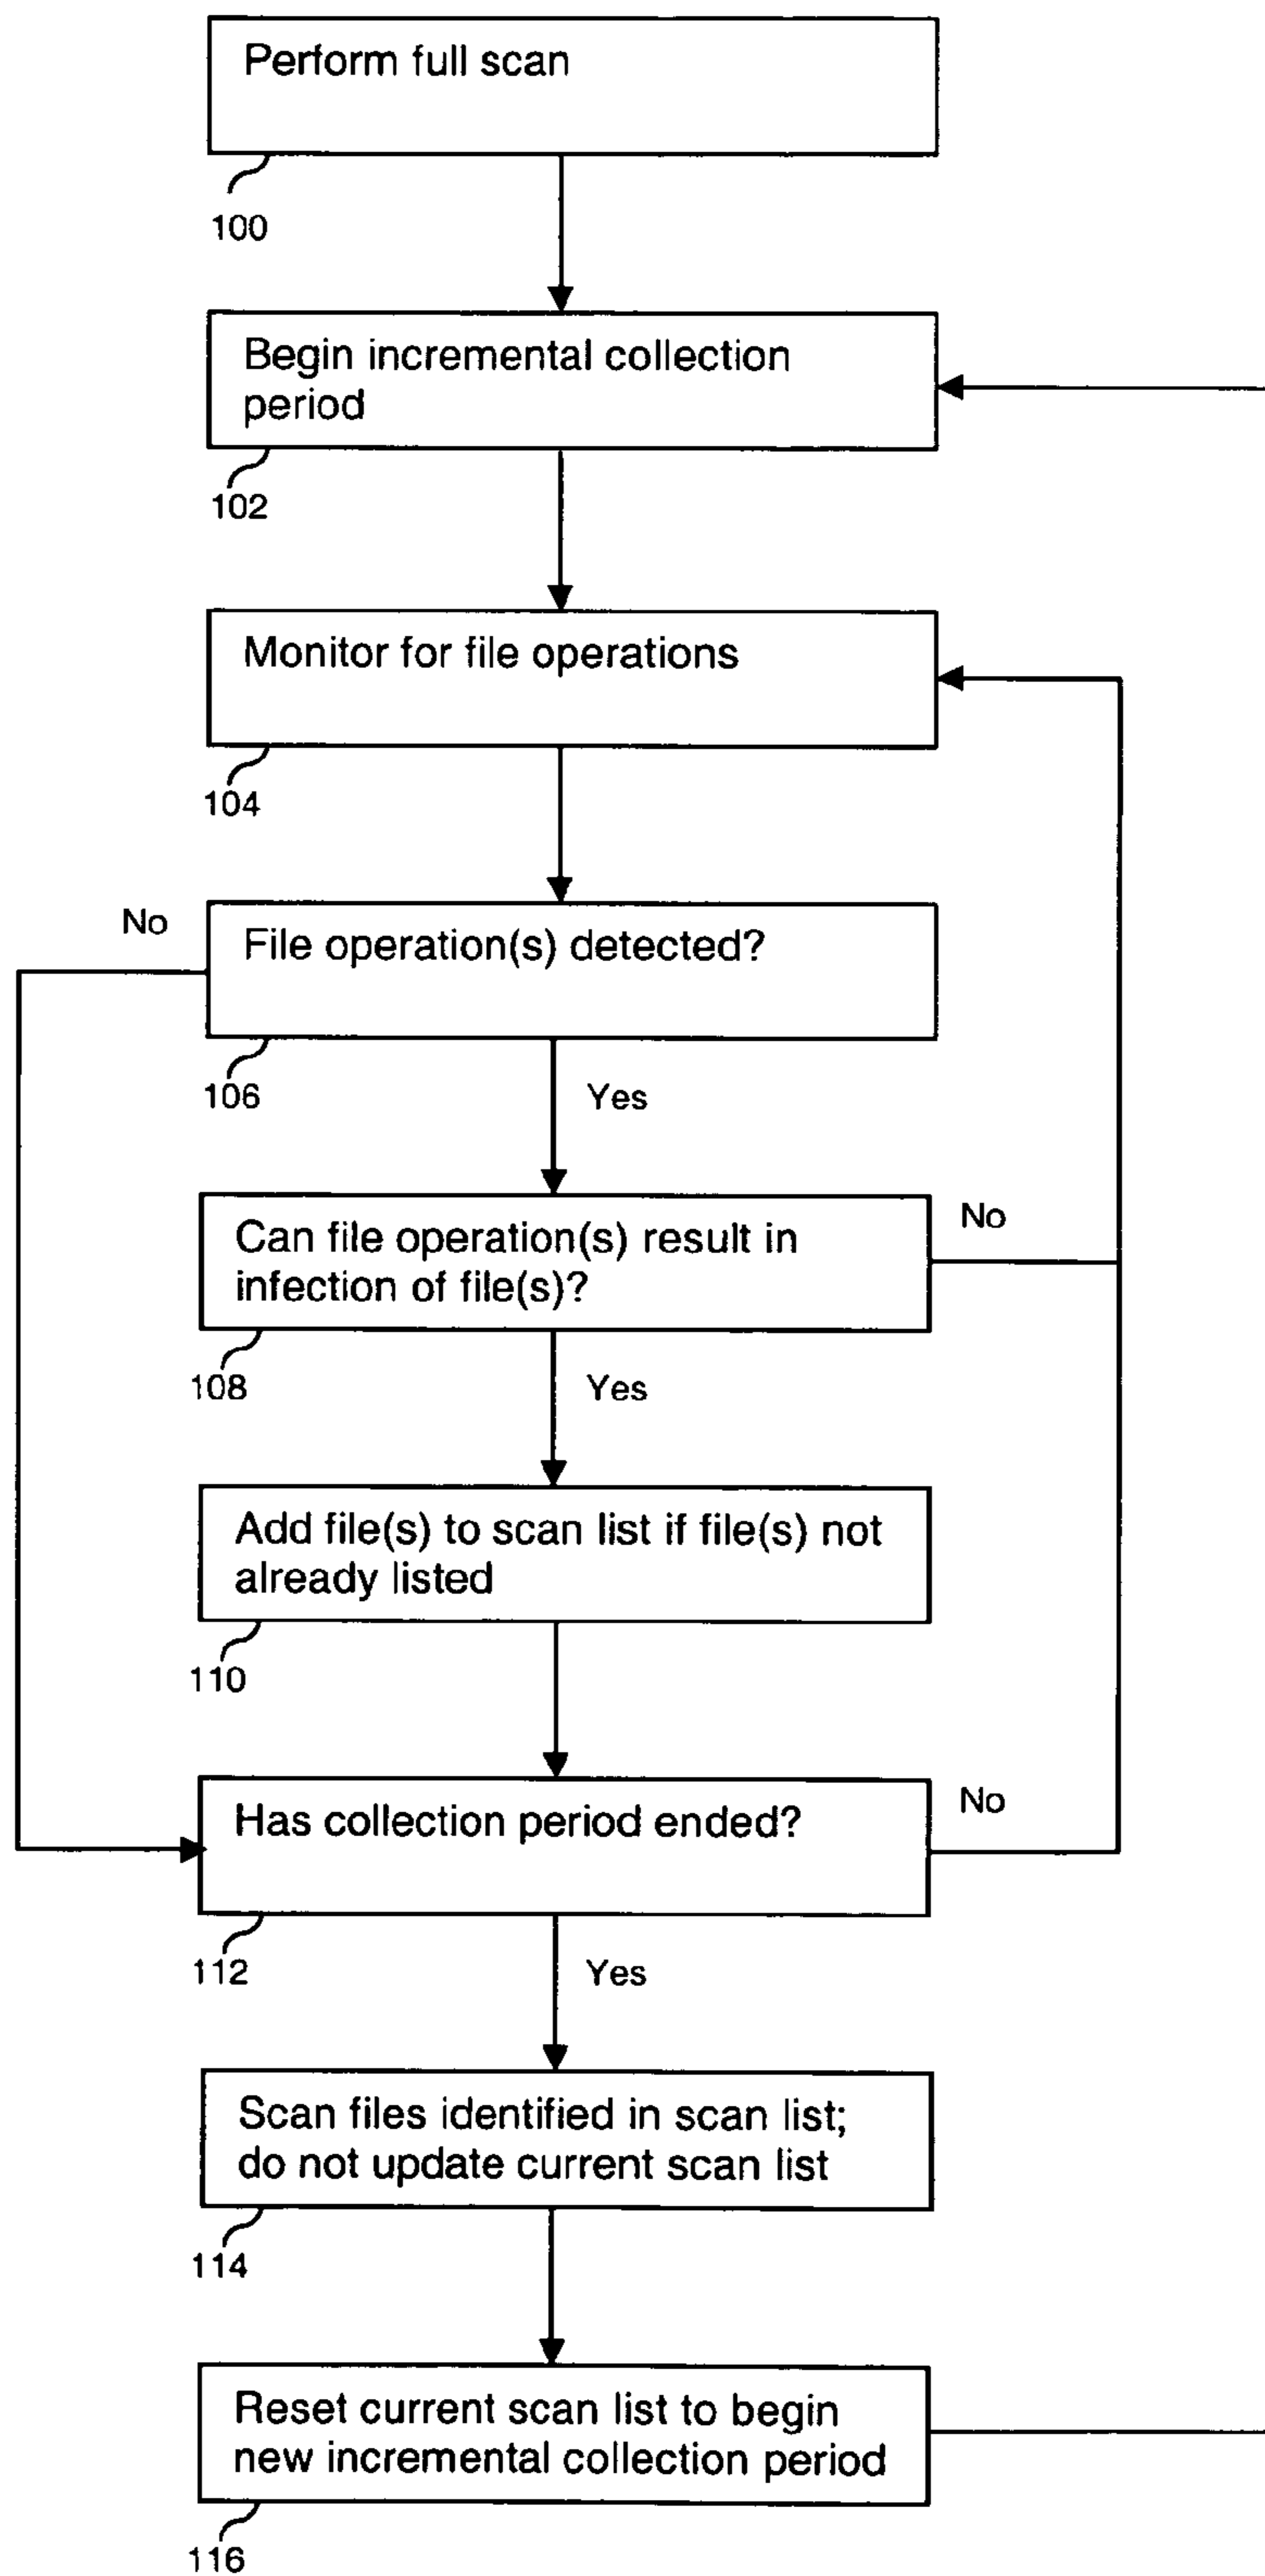 Perform full scan
100
Begin incremental collection
period
102
Monitor for file operations
104
No
File operation(s) detected?
106
Yes
Can file operation(s) result in
infection of file(s)?
No
108
Yes
Add file(s) to scan list if file(s) not
already listed
110
Has collection period ended?
No
112
Yes
Scan files identified in scan list;
do not update current scan list
114
Reset current scan list to begin
new incremental collection period
116